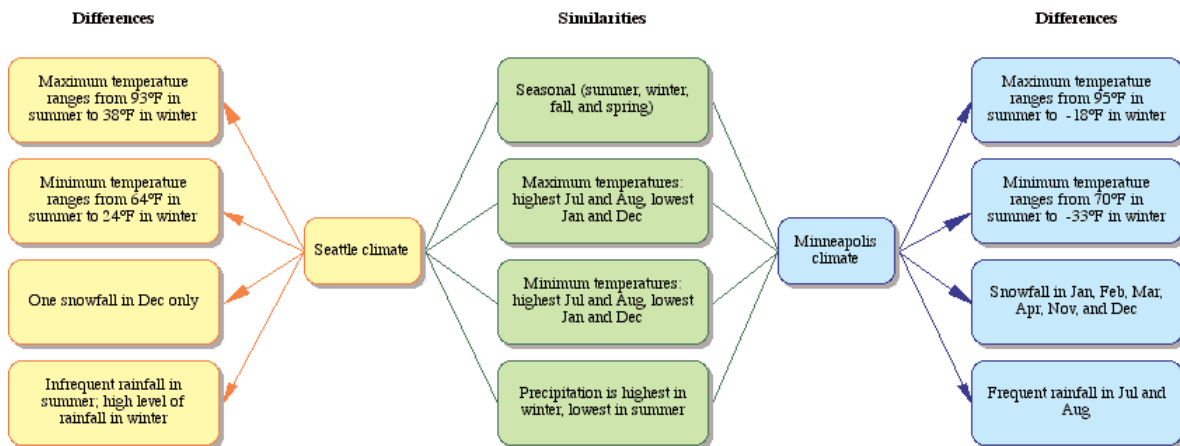 Differences
Similarities
Differences
Maximum temperature
ranges from 93°F in
summer to 38°F in winter
Minimum temperature
ranges from 64°F in
summer to 24°F in winter
One snowfall in Dec only
Infrequent rainfall in
summer; high level of
rainfall in winter
Seattle climate
Seasonal (summer, winter,
fall, and spring)
Maximum temperatures:
highest Jul and Aug, lowest
Jan and Dec
Minimum temperatures:
highest Jul and Aug, lowest
Jan and Dec
Precipitation is highest in
winter, lowest in summer
Minneapolis
climate
Maximum temperature
ranges from 95°F in
summer to -18°F in winter
Minimum temperature
ranges from 70°F in
summer to -33°F in winter
Snowfall in Jan, Feb, Mar,
Apr, Nov, and Dec
Frequent rainfall in Jul and
Aug